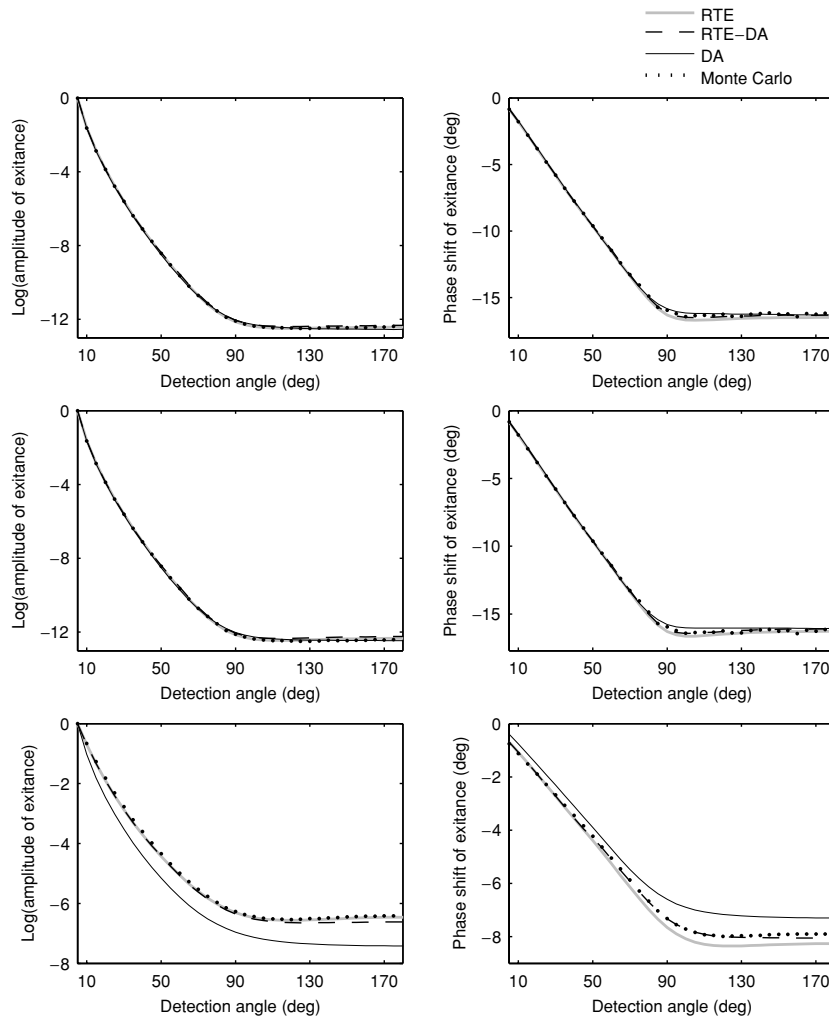 RTE
RTE−DA
DA
Monte Carlo
0
−4
−8
−12
Log(amplitude of exitance)
10 50 90 130 170
Detection angle (deg)
0
−5
−10
−15
Phase shift of exitance (deg)
10 50 90 130 170
Detection angle (deg)
0
−4
−8
−12
Log(amplitude of exitance)
10 50 90 130 170
Detection angle (deg)
0
−5
−10
−15
Phase shift of exitance (deg)
10 50 90 130 170
Detection angle (deg)
0
−2
−4
−6
−8
Log(amplitude of exitance)
10 50 90 130 170
Detection angle (deg)
0
−2
−4
−6
−8
Phase shift of exitance (deg)
10 50 90 130 170
Detection angle (deg)